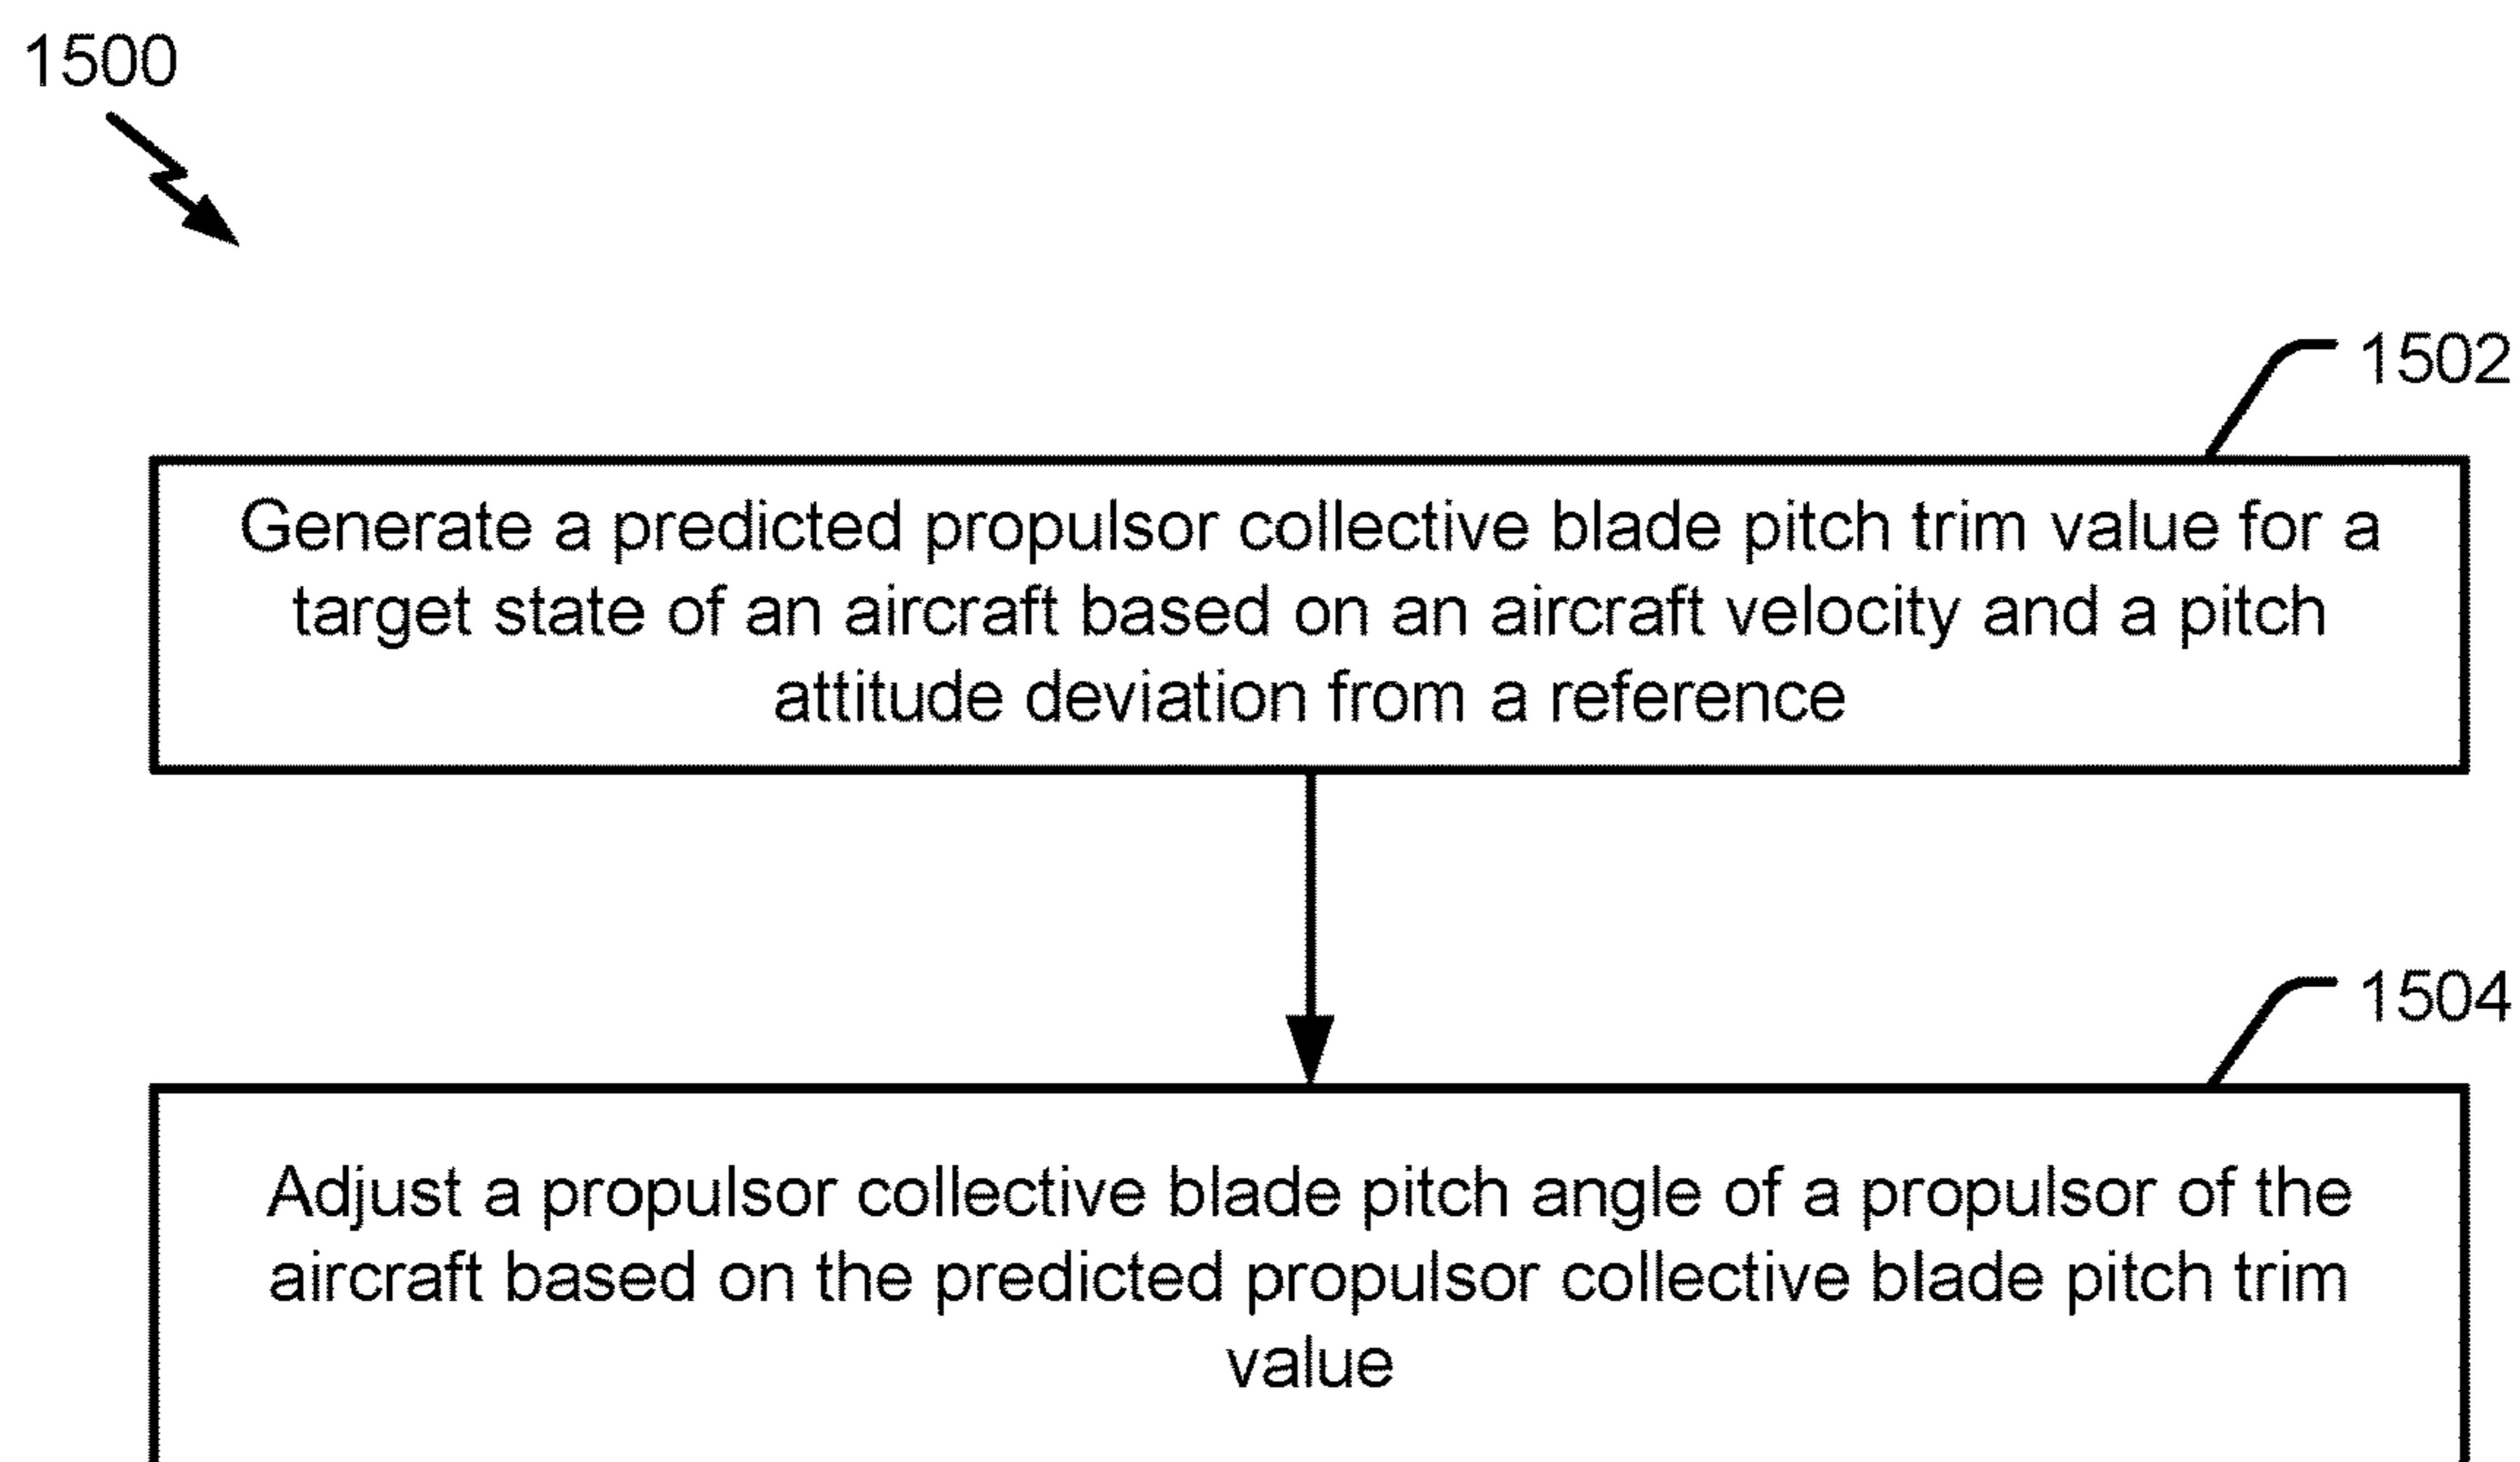 1500
1502
Generate a predicted propulsor collective blade pitch trim value for a
target state of an aircraft based on an aircraft velocity and a pitch
attitude deviation from a reference
1504
Adjust a propulsor collective blade pitch angle of a propulsor of the
aircraft based on the predicted propulsor collective blade pitch trim
value